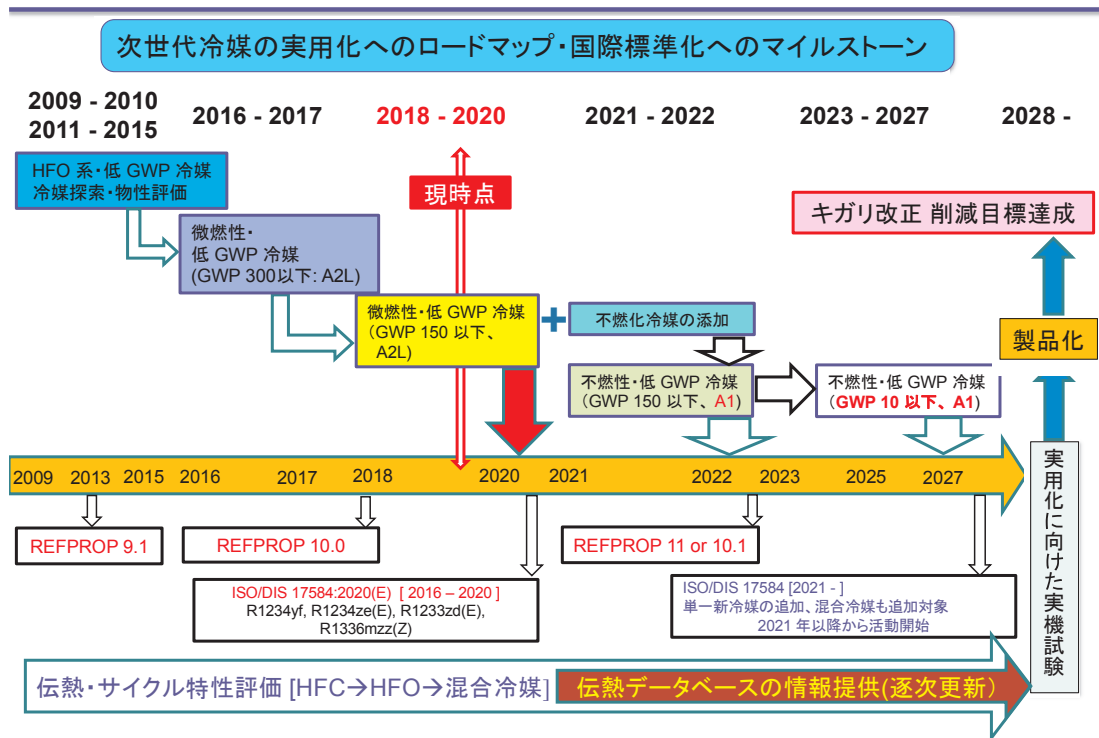 次世代冷媒の実用化へのロードマップ・国際標準化へのマイルストーン
2009 - 2010
2011 - 2015
2016 - 2017
2018 - 2020
2021 - 2022
2023 - 2027
2028 -
HFO 系・低 GWP 冷媒
冷媒探索・物性評価
現時点
キガリ改正 削減目標達成
微燃性・
低 GWP 冷媒
(GWP 300以下: A2L)
微燃性・低 GWP 冷媒
（GWP 150 以下、
A2L)
+
不燃化冷媒の添加
製品化
不燃性・低 GWP 冷媒
（GWP 150 以下、A1)
不燃性・低 GWP 冷媒
（GWP 10 以下、A1)
2009
2013
2015
2016
2017
2018
2020
2021
2022
2023
2025
2027
実用化に向けた実機試験
REFPROP 9.1
REFPROP 10.0
REFPROP 11 or 10.1
ISO/DIS 17584:2020(E) [ 2016 – 2020 ]
R1234yf, R1234ze(E), R1233zd(E),
R1336mzz(Z)
ISO/DIS 17584 [2021 - ]
単一新冷媒の追加、混合冷媒も追加対象
2021 年以降から活動開始
伝熱・サイクル特性評価 [HFC→HFO→混合冷媒]
伝熱データベースの情報提供(逐次更新）